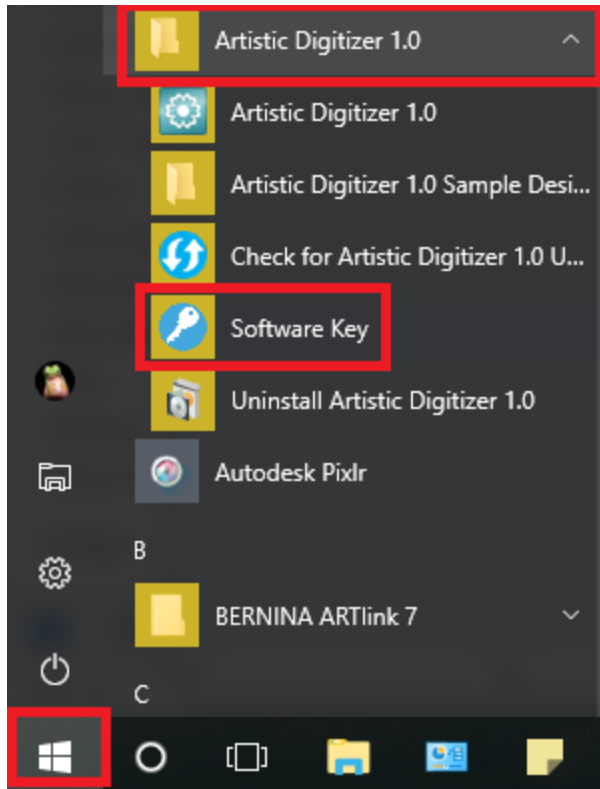 Artistic Digitizer 1.0
Artistic Digitizer 1.0
Artistic Digitizer 1.0 Sample Desi...
Check for Artistic Digitizer 1.0 U...
Software Key
Uninstall Artistic Digitizer 1.0
Autodesk Pixlr
B
BERNINA ARTlink 7
C